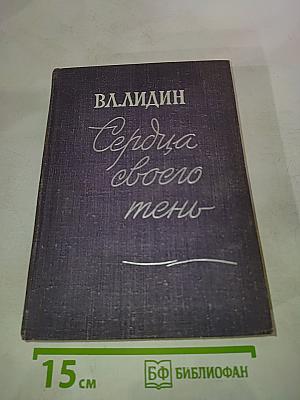 ВЛ.ЛИДИН
Сердца
своего
тень
15 см
БФ БИБЛИОФАН